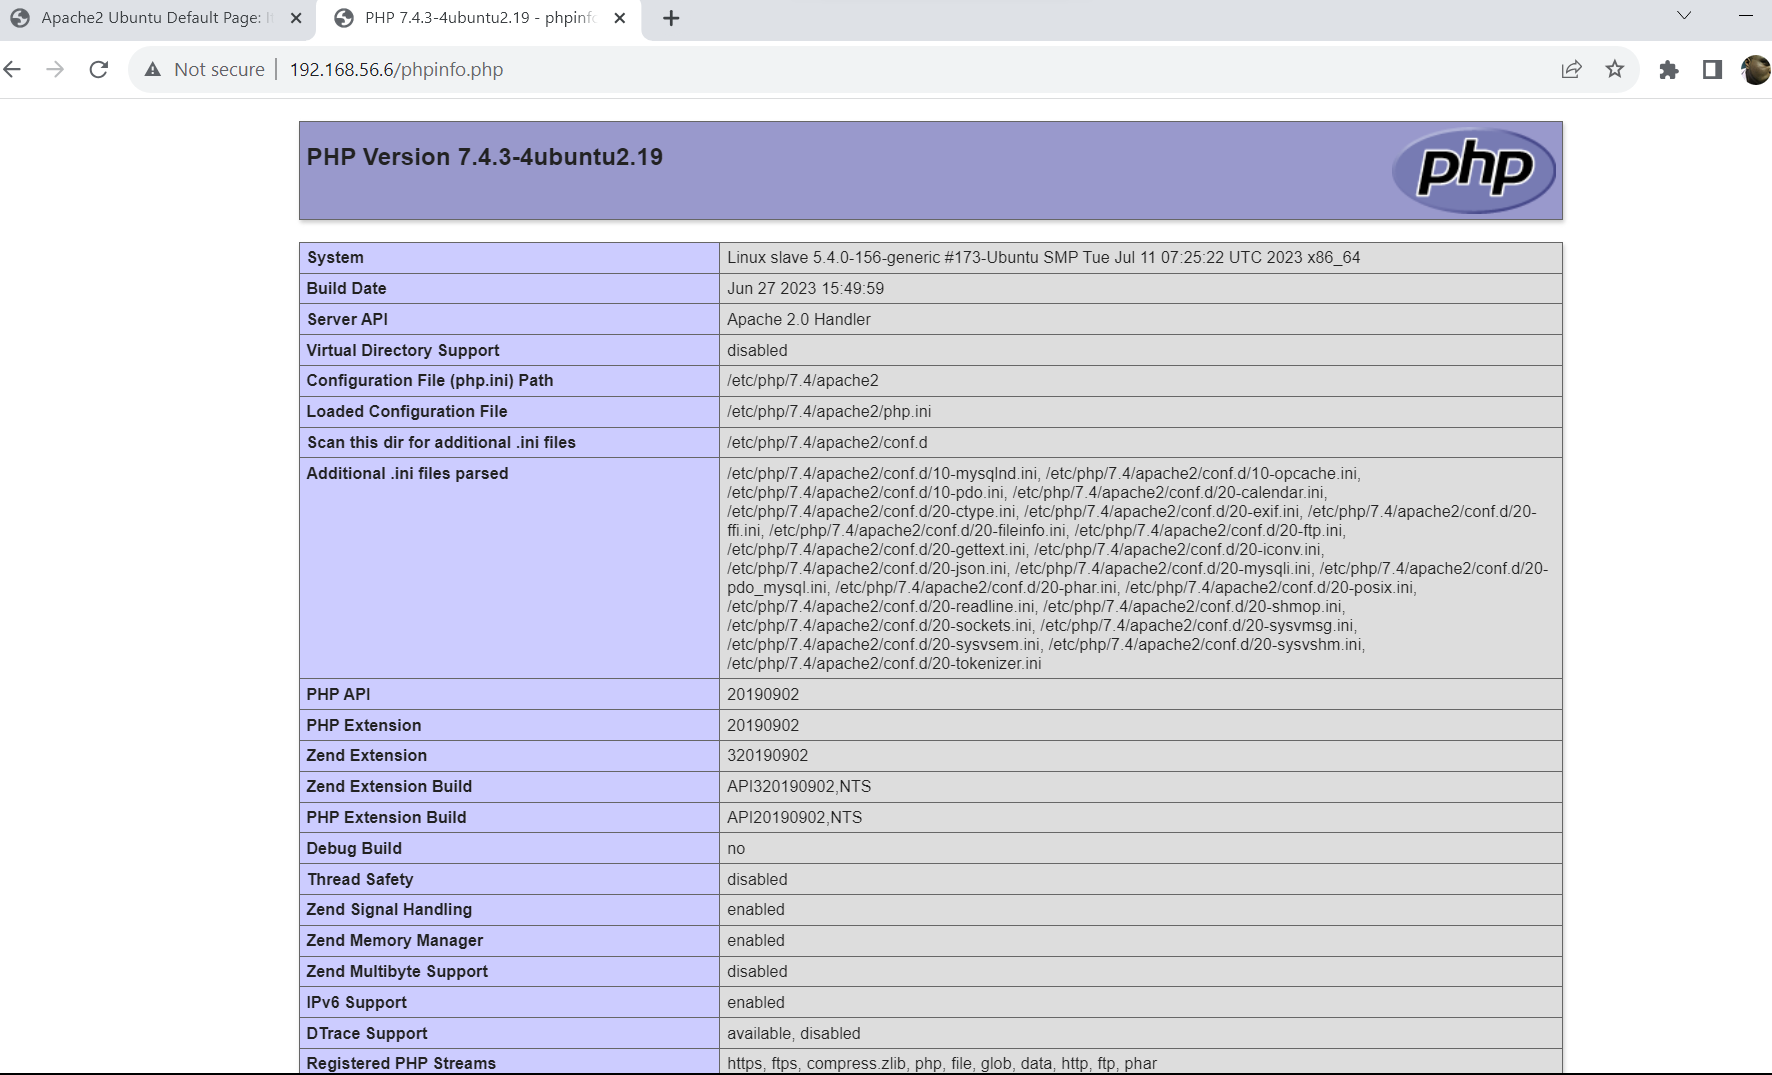 Apache2 Ubuntu Default Page: I
PHP 7.4.3-4ubuntu2.19 - phpinfo
Not secure
192.168.56.6/phpinfo.php
PHP Version 7.4.3-4ubuntu2.19
php
System Linux slave 5.4.0-156-generic #173-Ubuntu SMP Tue Jul 11 07:25:22 UTC 2023 x86_64
Build Date Jun 27 2023 15:49:59
Server API Apache 2.0 Handler
Virtual Directory Support disabled
Configuration File (php.ini) Path /etc/php/7.4/apache2
Loaded Configuration File /etc/php/7.4/apache2/php.ini
Scan this dir for additional .ini files /etc/php/7.4/apache2/conf.d
Additional .ini files parsed /etc/php/7.4/apache2/conf.d/10-mysqlnd.ini, /etc/php/7.4/apache2/conf.d/10-opcache.ini,
/etc/php/7.4/apache2/conf.d/10-pdo.ini, /etc/php/7.4/apache2/conf.d/20-calendar.ini,
/etc/php/7.4/apache2/conf.d/20-ctype.ini, /etc/php/7.4/apache2/conf.d/20-exif.ini, /etc/php/7.4/apache2/conf.d/20-
ffi.ini, /etc/php/7.4/apache2/conf.d/20-fileinfo.ini, /etc/php/7.4/apache2/conf.d/20-ftp.ini,
/etc/php/7.4/apache2/conf.d/20-gettext.ini, /etc/php/7.4/apache2/conf.d/20-iconv.ini,
/etc/php/7.4/apache2/conf.d/20-json.ini, /etc/php/7.4/apache2/conf.d/20-mysqli.ini, /etc/php/7.4/apache2/conf.d/20-
pdo_mysql.ini, /etc/php/7.4/apache2/conf.d/20-phar.ini, /etc/php/7.4/apache2/conf.d/20-posix.ini,
/etc/php/7.4/apache2/conf.d/20-readline.ini, /etc/php/7.4/apache2/conf.d/20-shmop.ini,
/etc/php/7.4/apache2/conf.d/20-sockets.ini, /etc/php/7.4/apache2/conf.d/20-sysvmsg.ini,
/etc/php/7.4/apache2/conf.d/20-sysvsem.ini, /etc/php/7.4/apache2/conf.d/20-sysvshm.ini,
/etc/php/7.4/apache2/conf.d/20-tokenizer.ini
PHP API 20190902
PHP Extension 20190902
Zend Extension 320190902
Zend Extension Build API320190902,NTS
PHP Extension Build API20190902,NTS
Debug Build no
Thread Safety disabled
Zend Signal Handling enabled
Zend Memory Manager enabled
Zend Multibyte Support disabled
IPv6 Support enabled
DTrace Support available, disabled
Registered PHP Streams https, ftps, compress.zlib, php, file, glob, data, http, ftp, phar